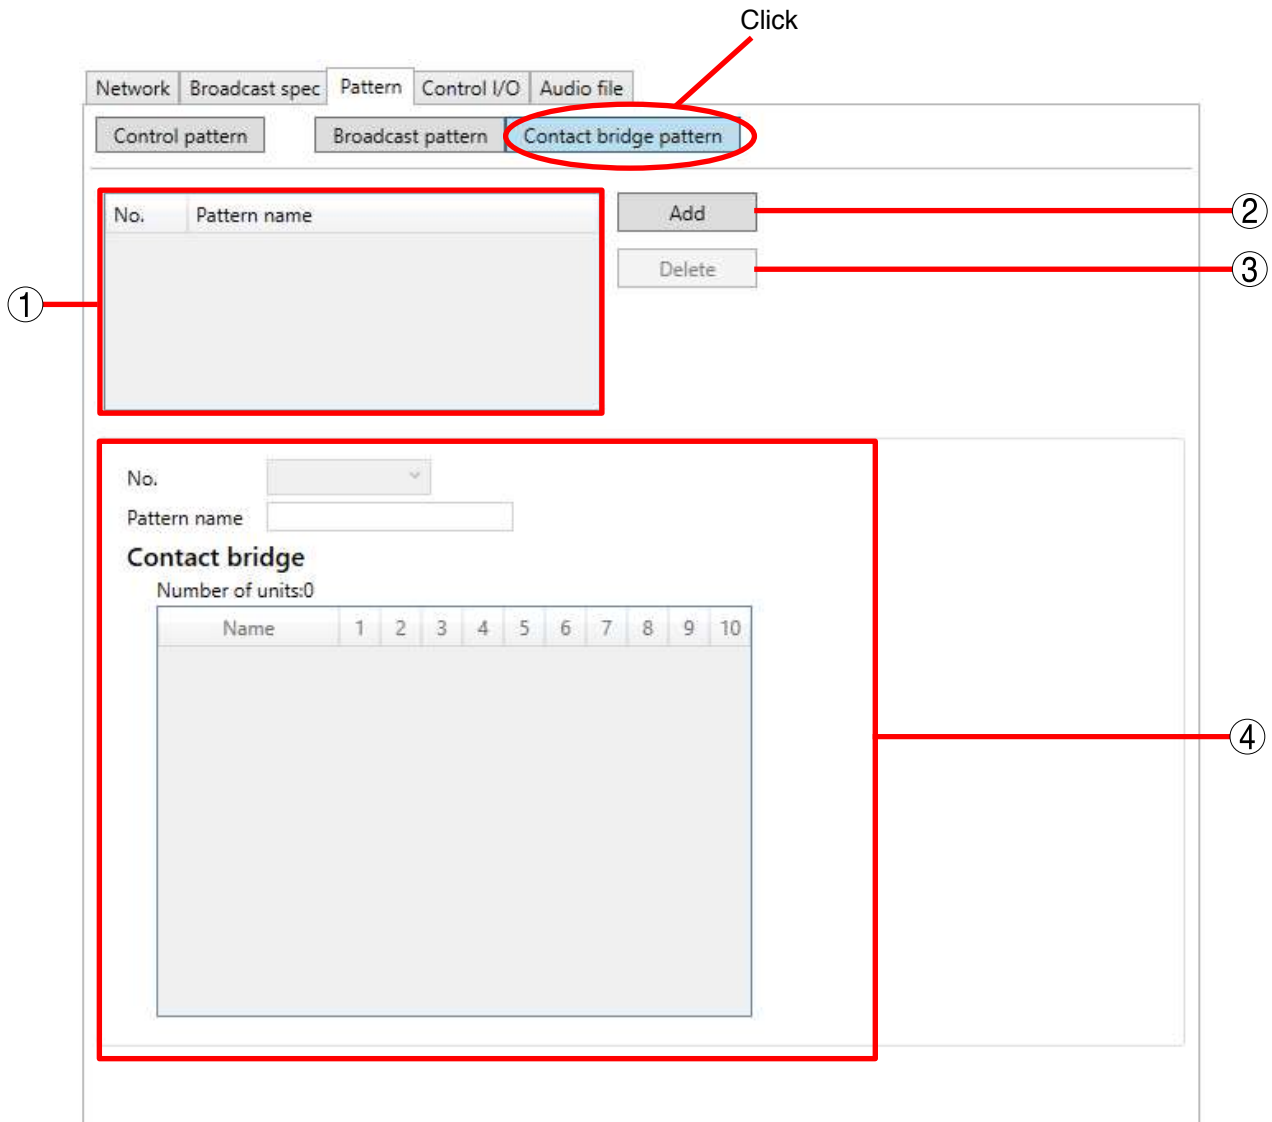 Click
Network Broadcast spec Pattern Control I/O Audio file
Control pattern Broadcast pattern Contact bridge pattern
No. Pattern name
Add
②
Delete
③
①
No.
Pattern name
Contact bridge
Number of units:0
Name 1 2 3 4 5 6 7 8 9 10
④